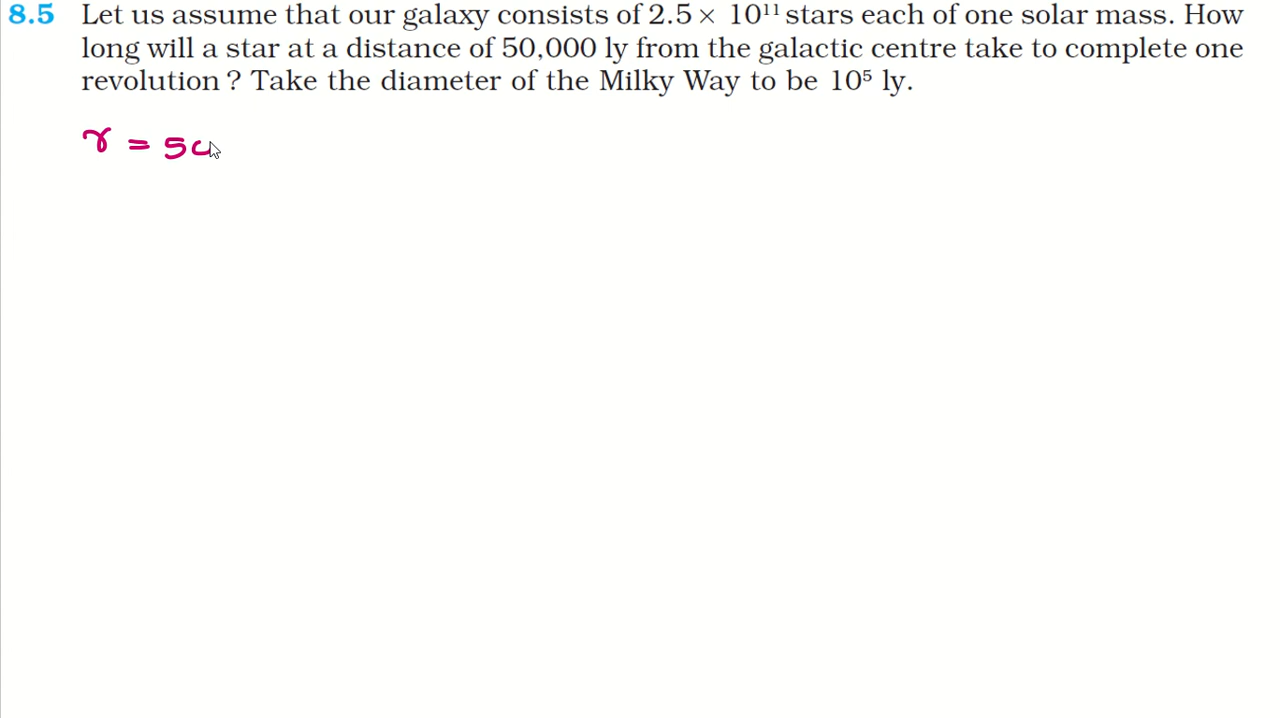 8.5 Let us assume that our galaxy consists of 2.5 × 10¹¹ stars each of one solar mass. How
long will a star at a distance of 50,000 ly from the galactic centre take to complete one
revolution ? Take the diameter of the Milky Way to be 10⁵ ly.
r = 50